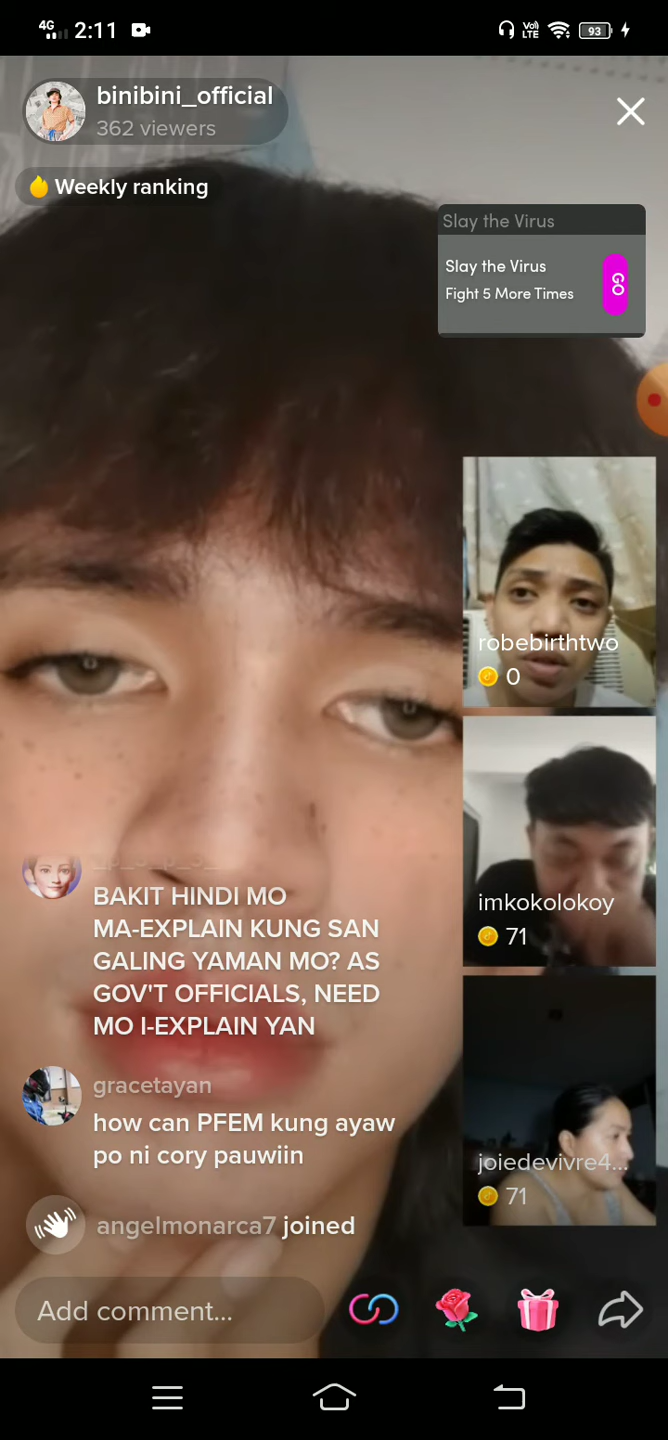 4G 2:11 Vo) LTE 93
binibini_official
362 viewers
Weekly ranking
Slay the Virus
Slay the Virus
Fight 5 More Times
GO
robebirthtwo
0
imkokolokoy
71
BAKIT HINDI MO
MA-EXPLAIN KUNG SAN
GALING YAMAN MO? AS
GOV'T OFFICIALS, NEED
MO I-EXPLAIN YAN
gracetayan
how can PFEM kung ayaw
po ni cory pauwiin
joiedevivre4...
71
angelmonarca7 joined
Add comment...